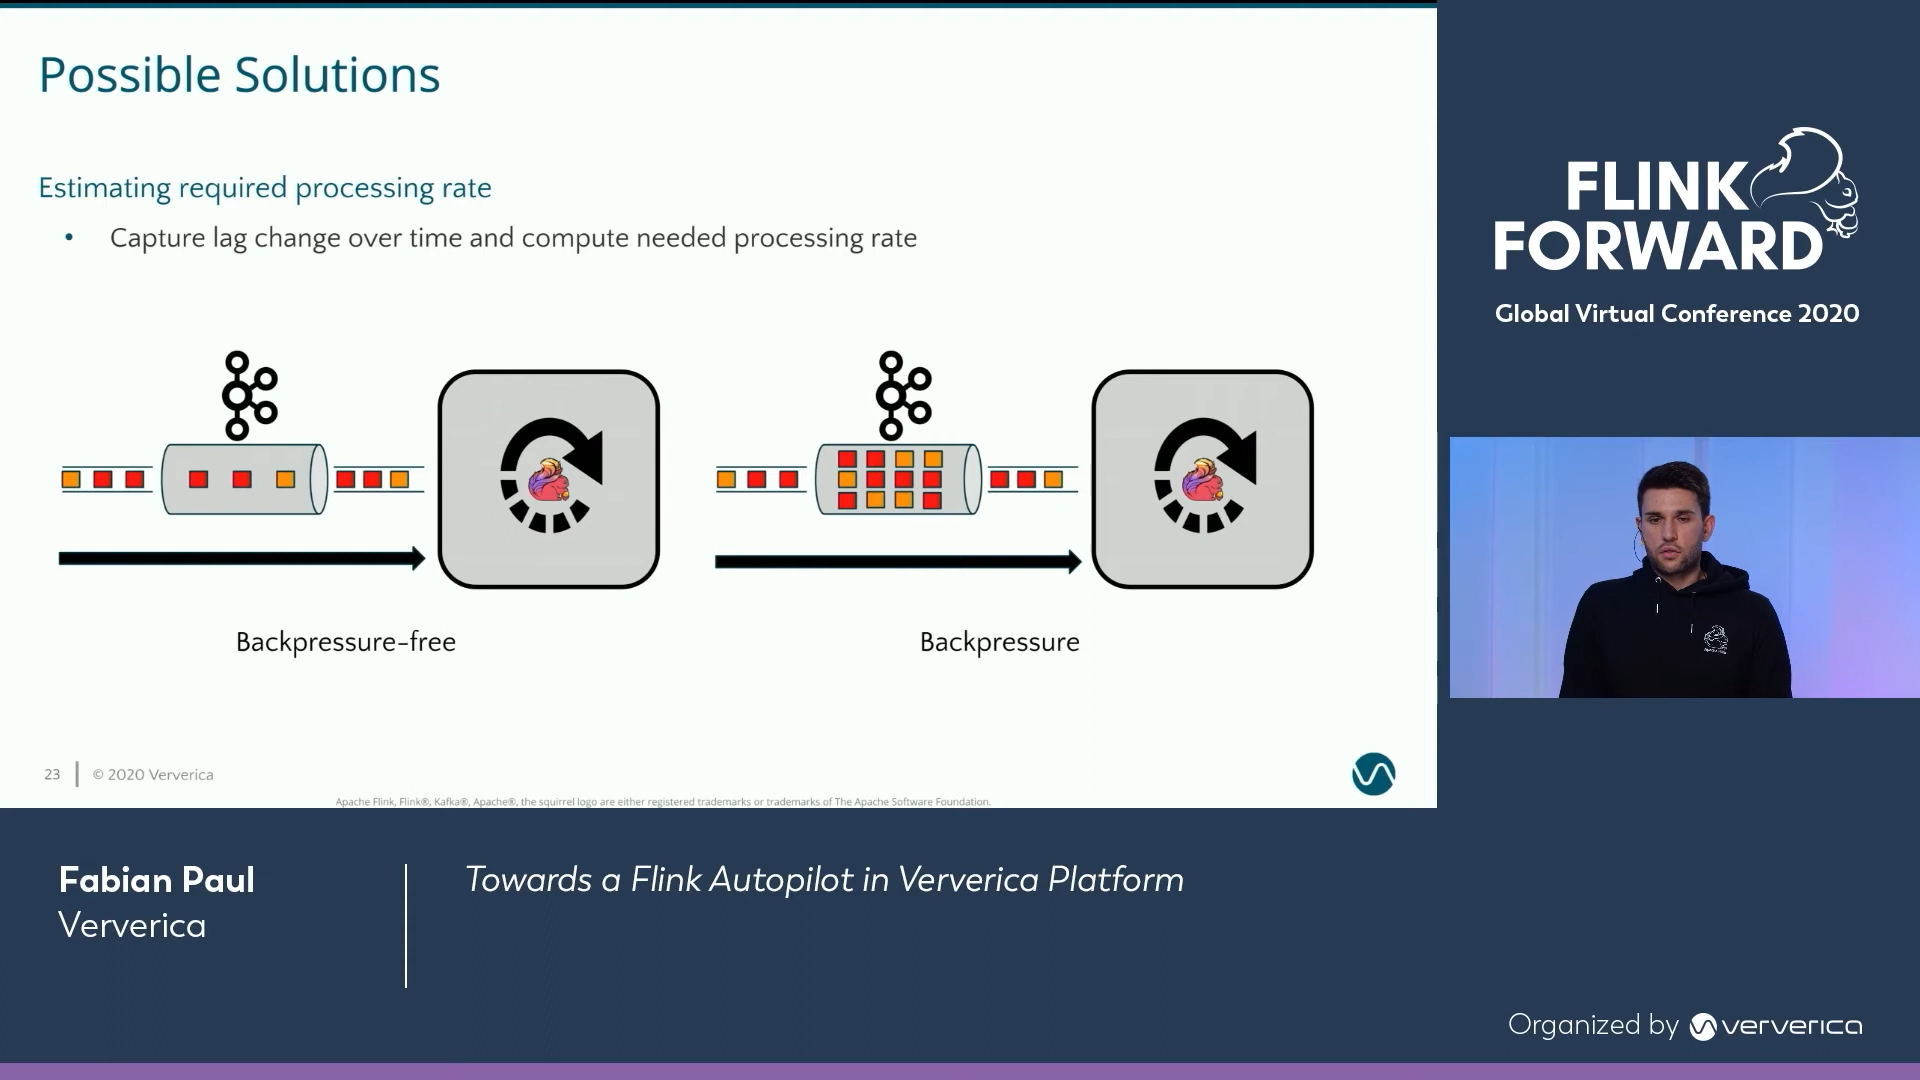 Possible Solutions
Estimating required processing rate
• Capture lag change over time and compute needed processing rate
Backpressure-free
Backpressure
23 | © 2020 Ververica
Apache Flink, Flink®, Kafka®, Apache®, the squirrel logo are either registered trademarks or trademarks of The Apache Software Foundation.
FLINK
FORWARD
Global Virtual Conference 2020
Fabian Paul
Ververica
Towards a Flink Autopilot in Ververica Platform
Organized by ververica